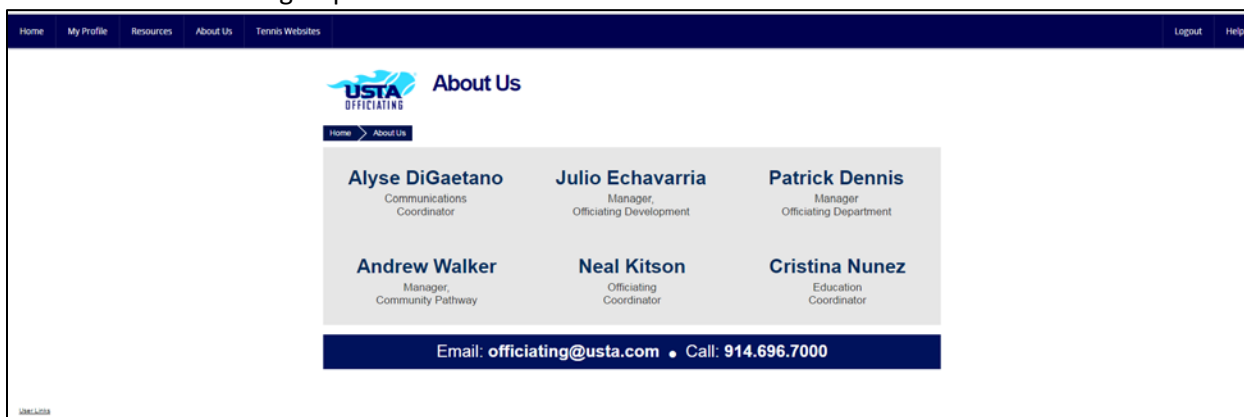 Home My Profile Resources About Us Tennis Websites Logout Help
USTA
OFFICIATING
About Us
Home About Us
Alyse DiGaetano Julio Echavarria Patrick Dennis
Communications Manager, Manager
Coordinator Officiating Development Officiating Department
Andrew Walker Neal Kitson Cristina Nunez
Manager, Officiating Education
Community Pathway Coordinator Coordinator
Email: officiating@usta.com • Call: 914.696.7000
User Links